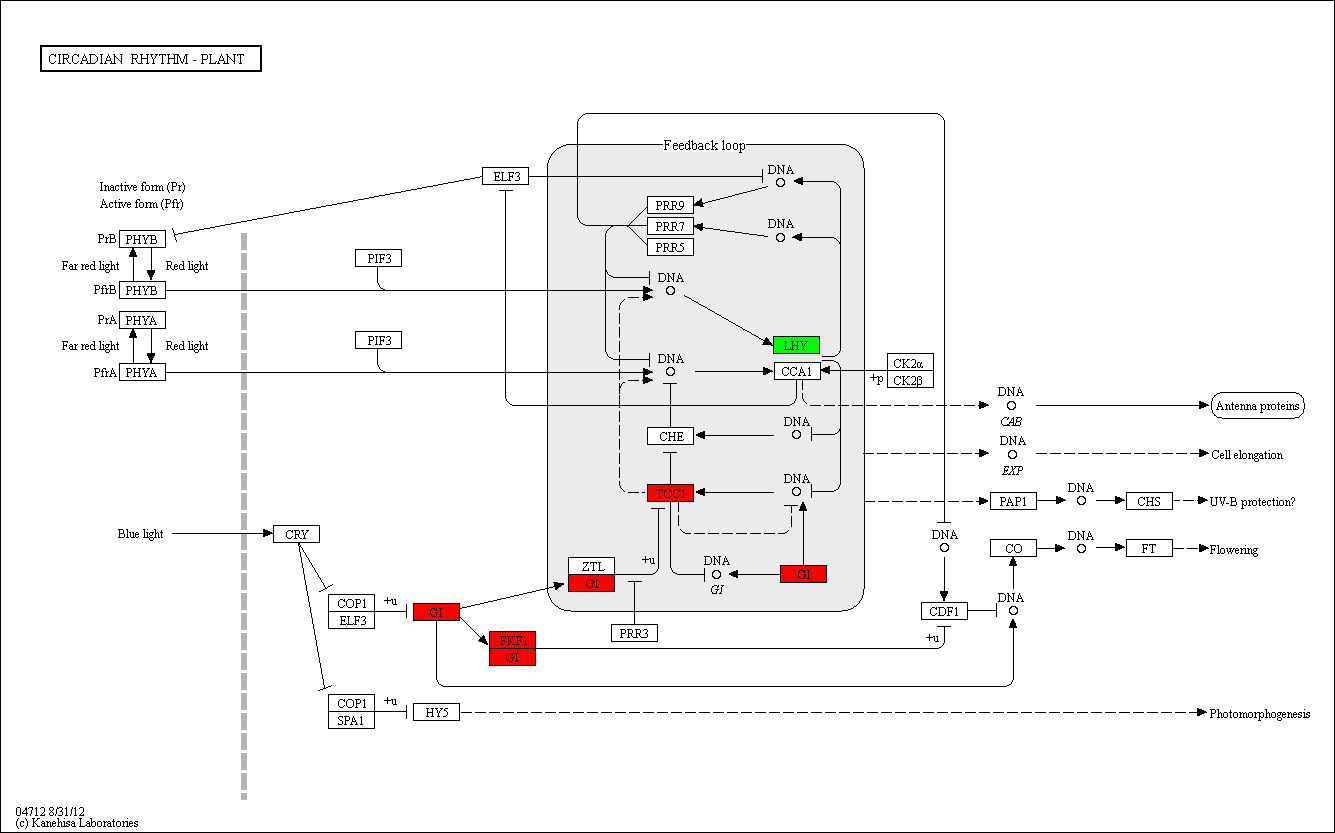 CIRCADIAN RHYTHM - PLANT
Feedback loop
DNA
ELF3
Inactive form (Pr)
Active form (Pfr)
PRR9
PRR7
DNA
PRR5
PrB
PHYB
Far red light
Red light
PIF3
PfrB
PHYB
DNA
PrA
PHYA
Far red light
Red light
PIF3
LHY
PfrA
PHYA
DNA
CCA1
CK2α
+p
CK2β
DNA
CAB
Antenna proteins
CHE
DNA
DNA
EXP
Cell elongation
TOC1
DNA
PAP1
DNA
CHS
UV-B protection?
Blue light
CRY
DNA
CO
DNA
FT
Flowering
ZTL
GI
+u
DNA
GI
GI
COP1
ELF3
+u
GI
DNA
CDF1
+u
PRR3
FKF1
GI
COP1
SPA1
+u
HY5
Photomorphogenesis
04712 8/31/12
(c) Kanehisa Laboratories